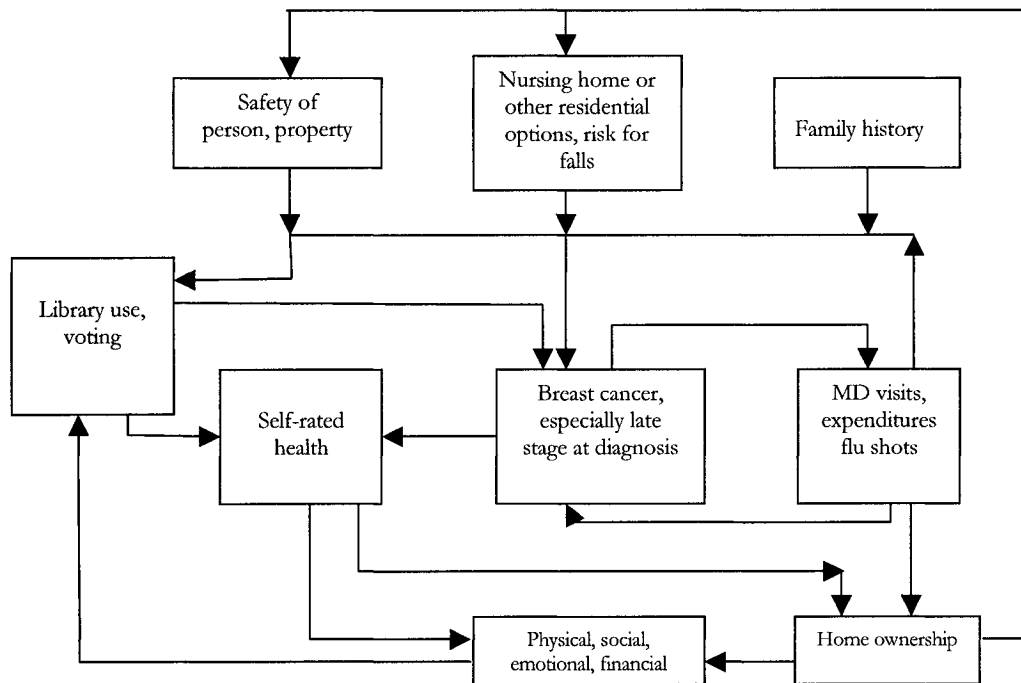 Safety of
person, property
Nursing home or
other residential
options, risk for
falls
Family history
Library use,
voting
Self-rated
health
Breast cancer,
especially late
stage at diagnosis
MD visits,
expenditures
flu shots
Physical, social,
emotional, financial
Home ownership